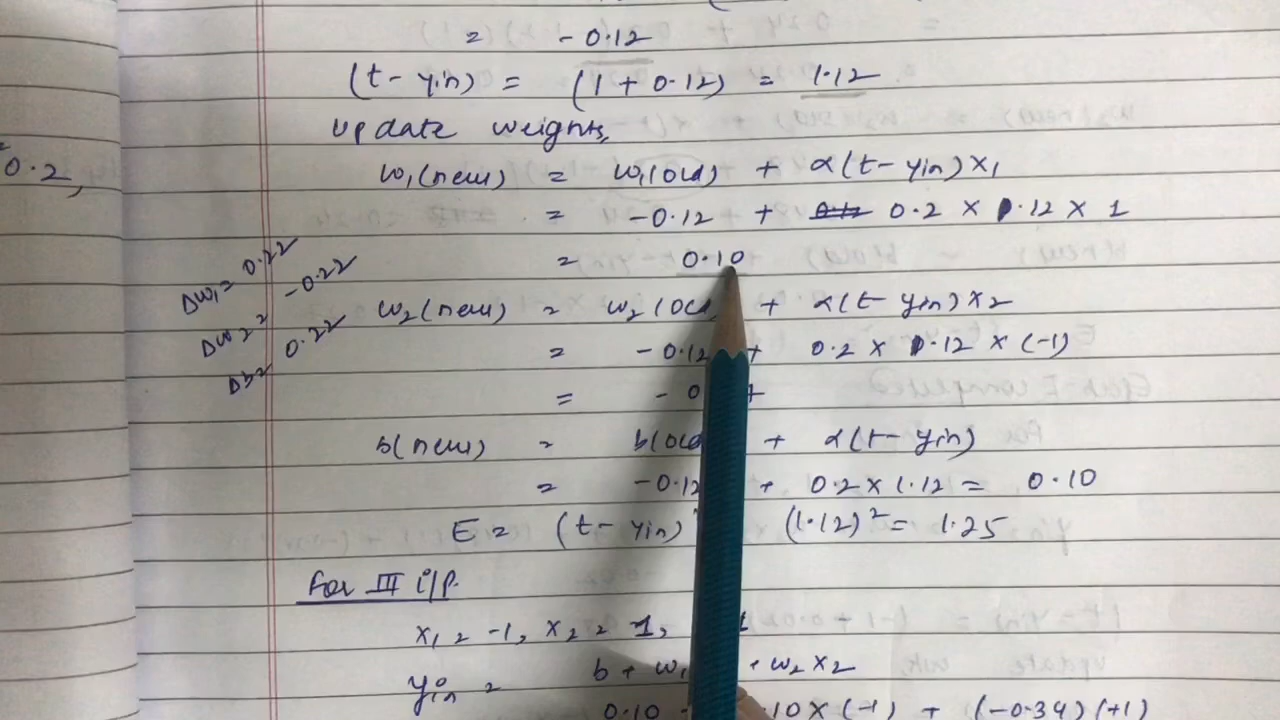 = -0.12
(t - yin) = (1 + 0.12) = 1.12
Update weights,
0.2,
w1(new) = w1(old) + α(t - yin)x1
= -0.12 + 0.2 × 1.12 × 1
= 0.10
Δw1 = 0.22
Δw2 = -0.22
Δb = 0.22
w2(new) = w2(old + α(t - yin)x2
= -0.12 + 0.2 × 1.12 × (-1)
= - 0
b(new) = b(old + α(t - yin)
= -0.12 + 0.2 × 1.12 = 0.10
E = (t - yin) (1.12)² = 1.25
For III i/p.
x1 = -1, x2 = 1, 1
yin = b + w1 + w2x2
0.10 .10 × (-1) + (-0.34)(+1)